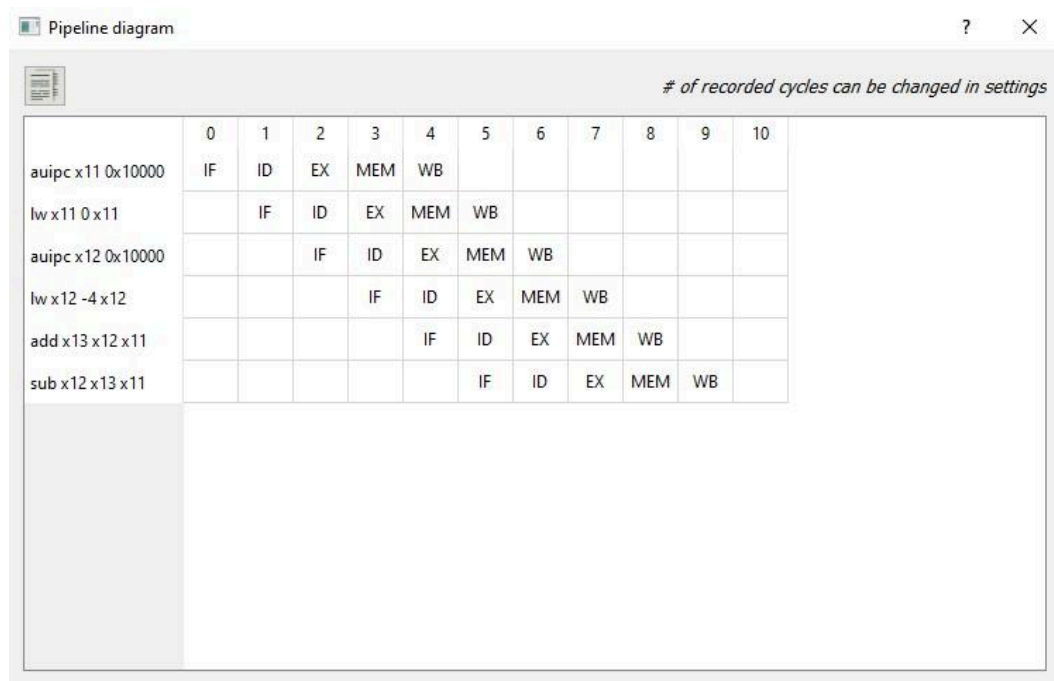 Pipeline diagram ? ×
# of recorded cycles can be changed in settings
0 1 2 3 4 5 6 7 8 9 10
auipc x11 0x10000 IF ID EX MEM WB
lw x11 0 x11 IF ID EX MEM WB
auipc x12 0x10000 IF ID EX MEM WB
lw x12 -4 x12 IF ID EX MEM WB
add x13 x12 x11 IF ID EX MEM WB
sub x12 x13 x11 IF ID EX MEM WB